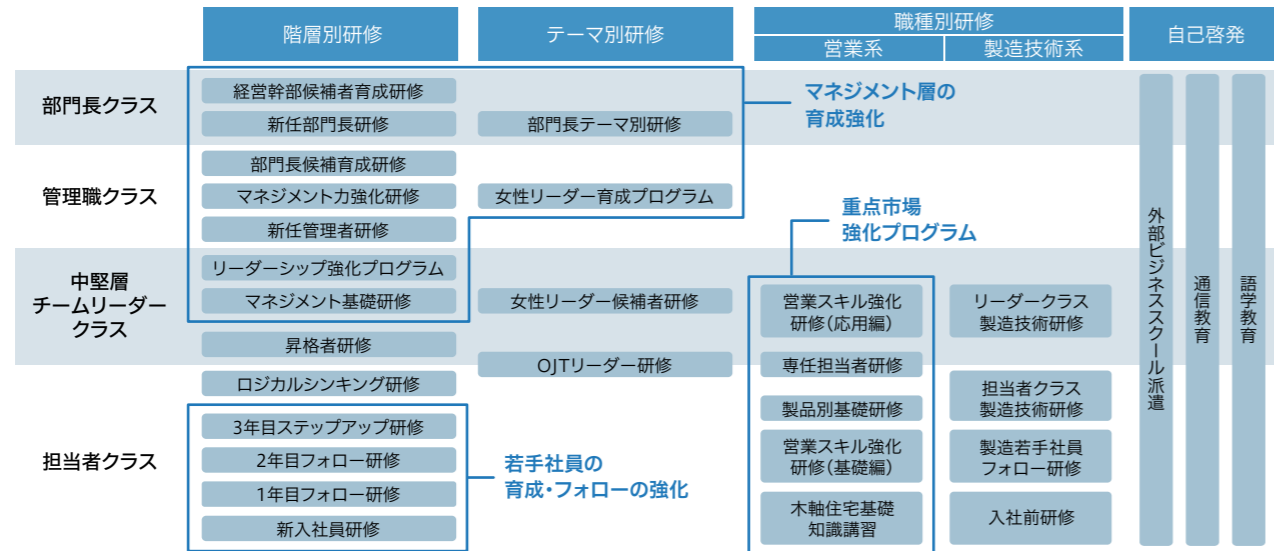 階層別研修
テーマ別研修
職種別研修
営業系
製造技術系
自己啓発
部門長クラス
経営幹部候補者育成研修
新任部門長研修
部門長テーマ別研修
マネジメント層の
育成強化
管理職クラス
部門長候補育成研修
マネジメント力強化研修
新任管理者研修
女性リーダー育成プログラム
重点市場
強化プログラム
中堅層
チームリーダー
クラス
リーダーシップ強化プログラム
マネジメント基礎研修
昇格者研修
女性リーダー候補者研修
OJTリーダー研修
営業スキル強化
研修(応用編)
専任担当者研修
リーダークラス
製造技術研修
担当者クラス
ロジカルシンキング研修
3年目ステップアップ研修
2年目フォロー研修
1年目フォロー研修
新入社員研修
若手社員の
育成・フォローの強化
製品別基礎研修
営業スキル強化
研修(基礎編)
木軸住宅基礎
知識講習
担当者クラス
製造技術研修
製造若手社員
フォロー研修
入社前研修
外部ビジネススクール派遣
通信教育
語学教育